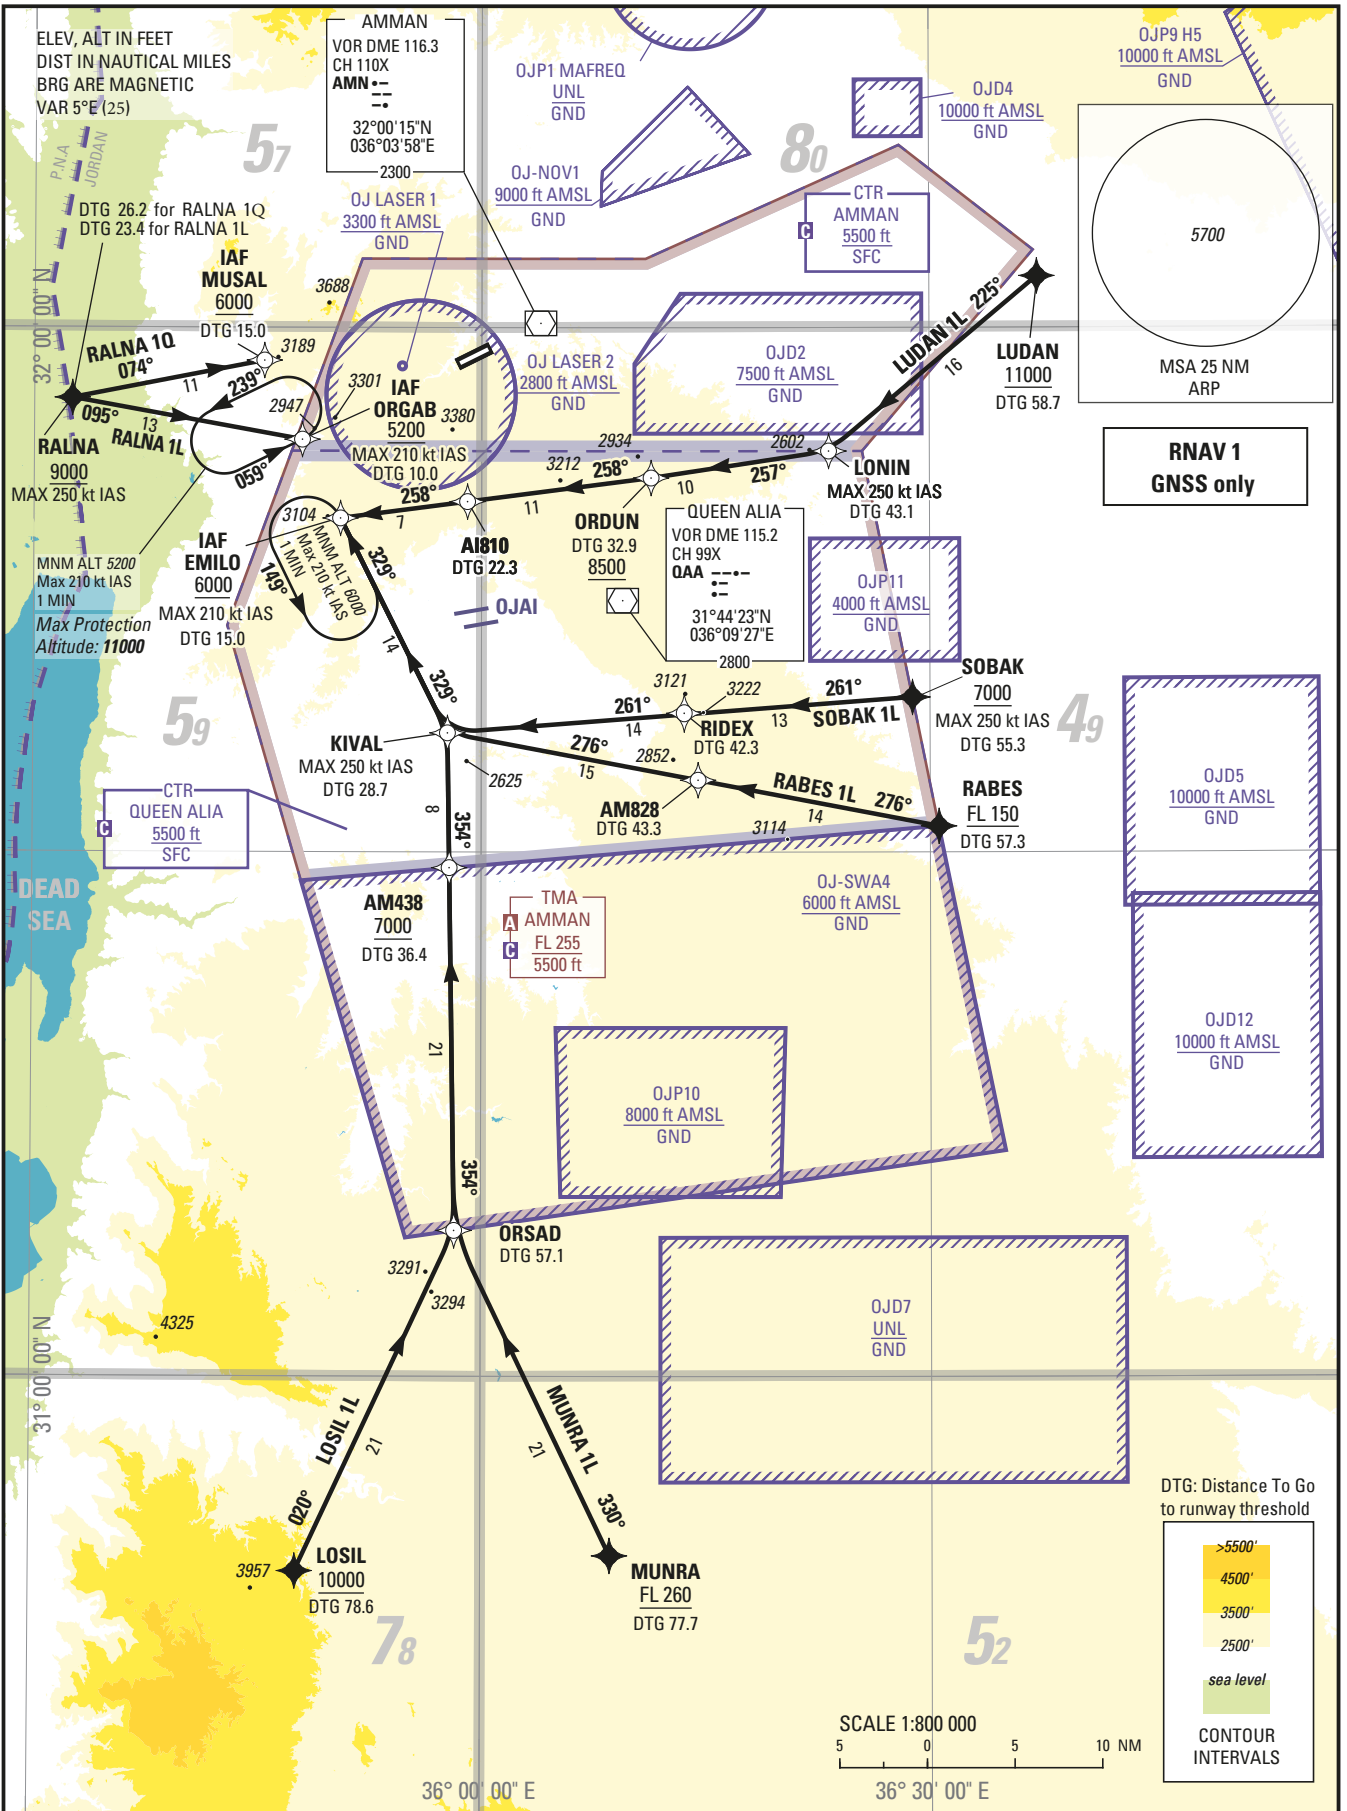 ELEV, ALT IN FEET
DIST IN NAUTICAL MILES
BRG ARE MAGNETIC
VAR 5°E (25)
P.N.A
JORDAN
AMMAN
VOR DME 116.3
CH 110X
AMN
32°00'15"N
036°03'58"E
2300
OJP1 MAFREQ
UNL
GND
OJD4
10000 ft AMSL
GND
OJP9 H5
10000 ft AMSL
GND
57
80
OJ-NOV1
9000 ft AMSL
GND
OJ LASER 1
3300 ft AMSL
GND
CTR
AMMAN
C
5500 ft
SFC
5700
MSA 25 NM
ARP
DTG 26.2 for RALNA 1Q
DTG 23.4 for RALNA 1L
IAF
MUSAL
6000
DTG 15.0
3189
3688
32° 00' 00" N
RALNA 1Q
074°
11
239°
095°
13
RALNA 1L
059°
RALNA
9000
MAX 250 kt IAS
2947
3301
3380
IAF
ORGAB
5200
MAX 210 kt IAS
DTG 10.0
OJ LASER 2
2800 ft AMSL
GND
OJD2
7500 ft AMSL
GND
LUDAN 1L
225°
16
LUDAN
11000
DTG 58.7
RNAV 1
GNSS only
2934
2602
LONIN
MAX 250 kt IAS
DTG 43.1
257°
10
258°
3212
11
258°
7
ORDUN
DTG 32.9
8500
AI810
DTG 22.3
3104
IAF
EMILO
6000
MAX 210 kt IAS
DTG 15.0
149°
MNM ALT 6000
Max 210 kt IAS
1 MIN
329°
14
329°
MNM ALT 5200
Max 210 kt IAS
1 MIN
Max Protection
Altitude: 11000
OJAI
QUEEN ALIA
VOR DME 115.2
CH 99X
QAA
31°44'23"N
036°09'27"E
2800
OJP11
4000 ft AMSL
GND
SOBAK
7000
MAX 250 kt IAS
DTG 55.3
261°
SOBAK 1L
13
3121
3222
261°
14
RIDEX
DTG 42.3
59
49
KIVAL
MAX 250 kt IAS
DTG 28.7
276°
15
2852
2625
AM828
DTG 43.3
RABES 1L
276°
14
3114
RABES
FL 150
DTG 57.3
OJD5
10000 ft AMSL
GND
CTR
QUEEN ALIA
C
5500 ft
SFC
8
354°
DEAD
SEA
AM438
7000
DTG 36.4
TMA
A
AMMAN
C
FL 255
5500 ft
OJ-SWA4
6000 ft AMSL
GND
OJD12
10000 ft AMSL
GND
21
OJP10
8000 ft AMSL
GND
354°
ORSAD
DTG 57.1
3291
3294
4325
OJD7
UNL
GND
31° 00' 00" N
LOSIL 1L
21
020°
MUNRA 1L
21
330°
3957
LOSIL
10000
DTG 78.6
MUNRA
FL 260
DTG 77.7
78
52
DTG: Distance To Go
to runway threshold
>5500'
4500'
3500'
2500'
sea level
CONTOUR
INTERVALS
SCALE 1:800 000
5 0 5 10 NM
36° 00' 00" E
36° 30' 00" E